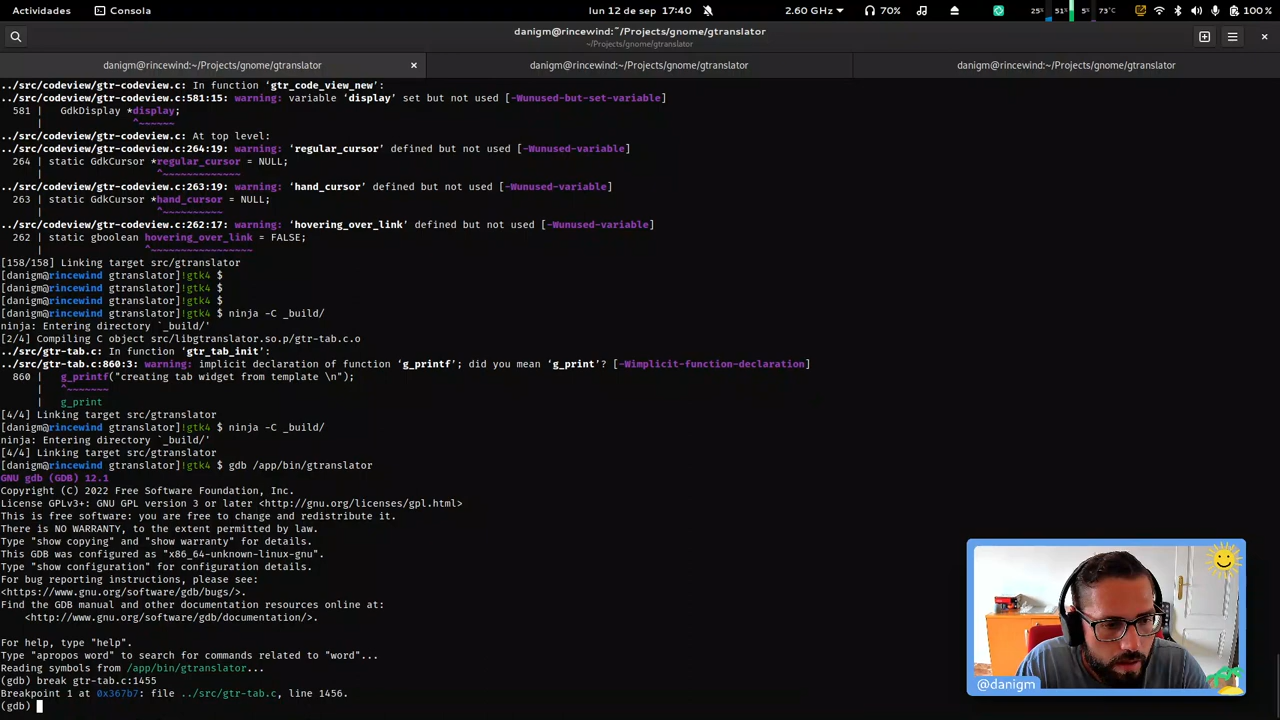 Actividades
Consola
lun 12 de sep 17:40
2.60 GHz
70%
25%
51%
5%
73°C
100 %
danigm@rincewind:~/Projects/gnome/gtranslator
~/Projects/gnome/gtranslator
danigm@rincewind:~/Projects/gnome/gtranslator
danigm@rincewind:~/Projects/gnome/gtranslator
danigm@rincewind:~/Projects/gnome/gtranslator
../src/codeview/gtr-codeview.c: In function ‘gtr_code_view_new’:
../src/codeview/gtr-codeview.c:581:15: warning: variable ‘display’ set but not used [-Wunused-but-set-variable]
581 | GdkDisplay *display;
| ^~~~~~~
../src/codeview/gtr-codeview.c: At top level:
../src/codeview/gtr-codeview.c:264:19: warning: ‘regular_cursor’ defined but not used [-Wunused-variable]
264 | static GdkCursor *regular_cursor = NULL;
| ^~~~~~~~~~~~~~
../src/codeview/gtr-codeview.c:263:19: warning: ‘hand_cursor’ defined but not used [-Wunused-variable]
263 | static GdkCursor *hand_cursor = NULL;
| ^~~~~~~~~~~
../src/codeview/gtr-codeview.c:262:17: warning: ‘hovering_over_link’ defined but not used [-Wunused-variable]
262 | static gboolean hovering_over_link = FALSE;
| ^~~~~~~~~~~~~~~~~~
[158/158] Linking target src/gtranslator
[danigm@rincewind gtranslator]!gtk4 $
[danigm@rincewind gtranslator]!gtk4 $
[danigm@rincewind gtranslator]!gtk4 $
[danigm@rincewind gtranslator]!gtk4 $ ninja -C _build/
ninja: Entering directory `_build/'
[2/4] Compiling C object src/libgtranslator.so.p/gtr-tab.c.o
../src/gtr-tab.c: In function ‘gtr_tab_init’:
../src/gtr-tab.c:860:3: warning: implicit declaration of function ‘g_printf’; did you mean ‘g_print’? [-Wimplicit-function-declaration]
860 | g_printf("creating tab widget from template \n");
| ^~~~~~~~
| g_print
[4/4] Linking target src/gtranslator
[danigm@rincewind gtranslator]!gtk4 $ ninja -C _build/
ninja: Entering directory `_build/'
[4/4] Linking target src/gtranslator
[danigm@rincewind gtranslator]!gtk4 $ gdb /app/bin/gtranslator
GNU gdb (GDB) 12.1
Copyright (C) 2022 Free Software Foundation, Inc.
License GPLv3+: GNU GPL version 3 or later <http://gnu.org/licenses/gpl.html>
This is free software: you are free to change and redistribute it.
There is NO WARRANTY, to the extent permitted by law.
Type "show copying" and "show warranty" for details.
This GDB was configured as "x86_64-unknown-linux-gnu".
Type "show configuration" for configuration details.
For bug reporting instructions, please see:
<https://www.gnu.org/software/gdb/bugs/>.
Find the GDB manual and other documentation resources online at:
<http://www.gnu.org/software/gdb/documentation/>.
For help, type "help".
Type "apropos word" to search for commands related to "word"...
Reading symbols from /app/bin/gtranslator...
(gdb) break gtr-tab.c:1455
Breakpoint 1 at 0x367b7: file ../src/gtr-tab.c, line 1456.
(gdb)
@danigm